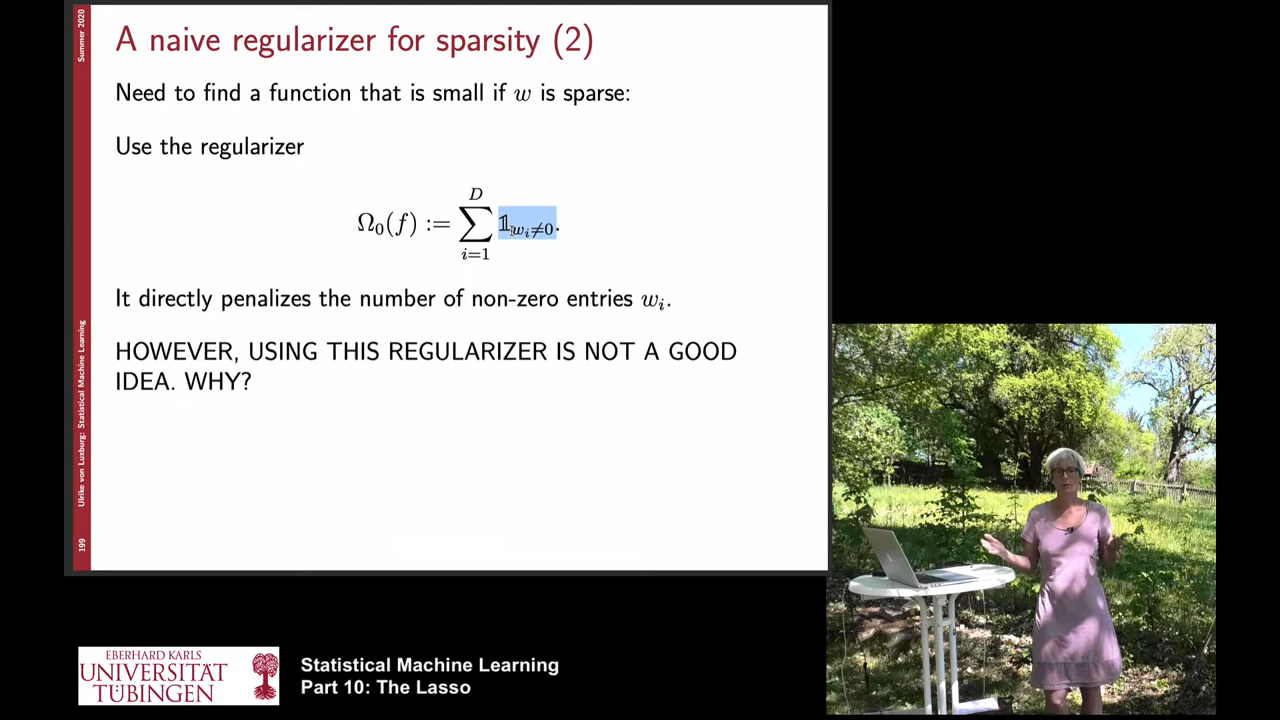 Summer 2020
A naive regularizer for sparsity (2)
Need to find a function that is small if w is sparse:
Use the regularizer
Ω₀(f) := ∑_{i=1}^{D} 𝟙_{wᵢ≠0}.
It directly penalizes the number of non-zero entries wᵢ.
HOWEVER, USING THIS REGULARIZER IS NOT A GOOD
IDEA. WHY?
Ulrike von Luxburg: Statistical Machine Learning
199
EBERHARD KARLS
UNIVERSITÄT
TÜBINGEN
Statistical Machine Learning
Part 10: The Lasso